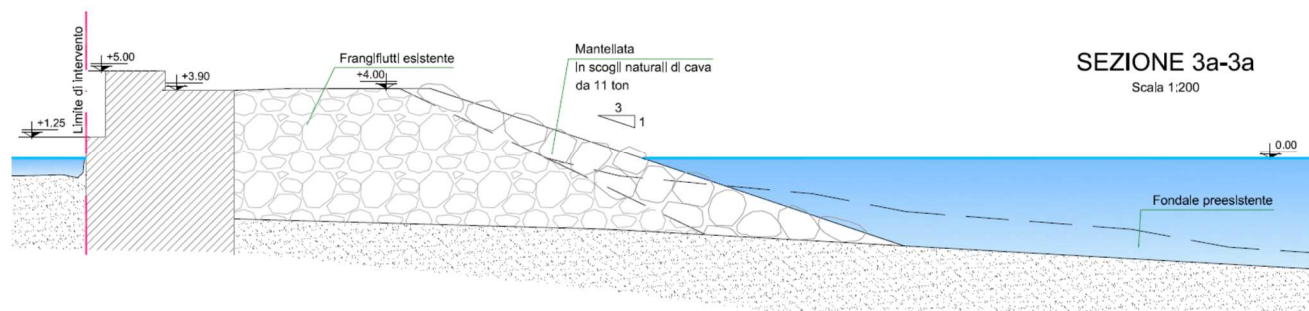 SEZIONE 3a-3a
Scala 1:200
Limite di intervento
+5.00
+3.90
+1.25
Frangiflutti esistente
+4.00
Mantellata
in scogli naturali di cava
da 11 ton
3
1
0.00
Fondale preesistente